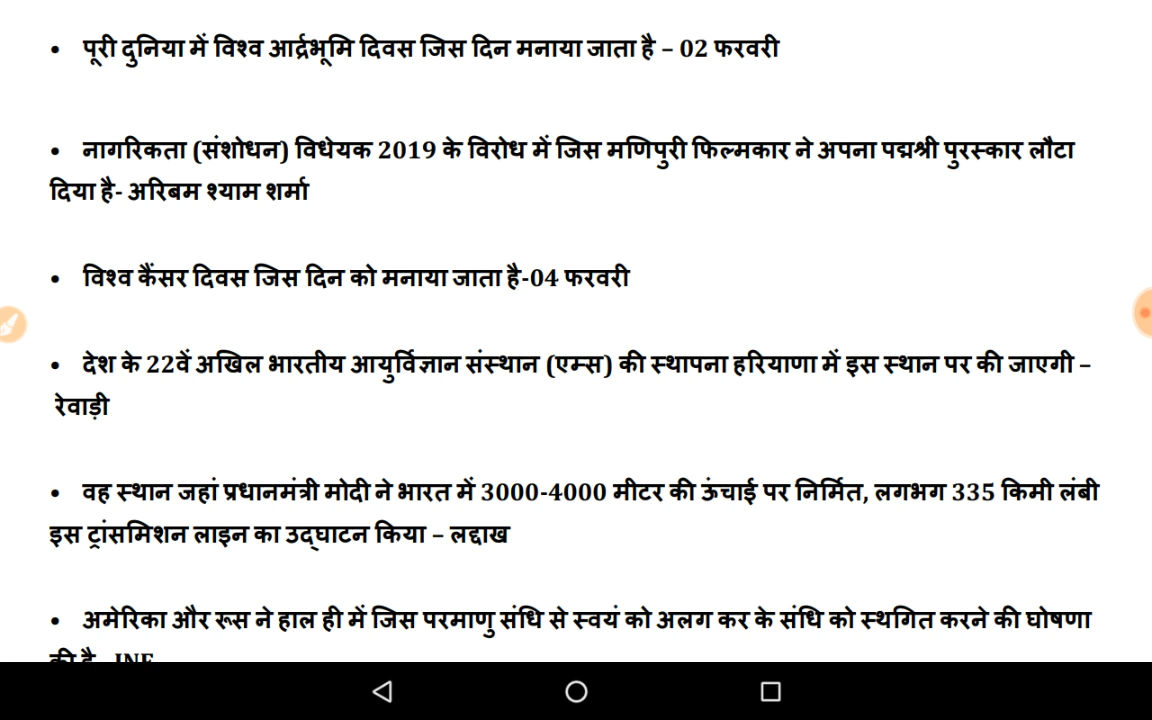 • पूरी दुनिया में विश्व आर्द्रभूमि दिवस जिस दिन मनाया जाता है – 02 फरवरी
• नागरिकता (संशोधन) विधेयक 2019 के विरोध में जिस मणिपुरी फिल्मकार ने अपना पद्मश्री पुरस्कार लौटा
दिया है- अरिबम श्याम शर्मा
• विश्व कैंसर दिवस जिस दिन को मनाया जाता है-04 फरवरी
• देश के 22वें अखिल भारतीय आयुर्विज्ञान संस्थान (एम्स) की स्थापना हरियाणा में इस स्थान पर की जाएगी –
रेवाड़ी
• वह स्थान जहां प्रधानमंत्री मोदी ने भारत में 3000-4000 मीटर की ऊंचाई पर निर्मित, लगभग 335 किमी लंबी
इस ट्रांसमिशन लाइन का उद्घाटन किया – लद्दाख
• अमेरिका और रूस ने हाल ही में जिस परमाणु संधि से स्वयं को अलग कर के संधि को स्थगित करने की घोषणा
की है